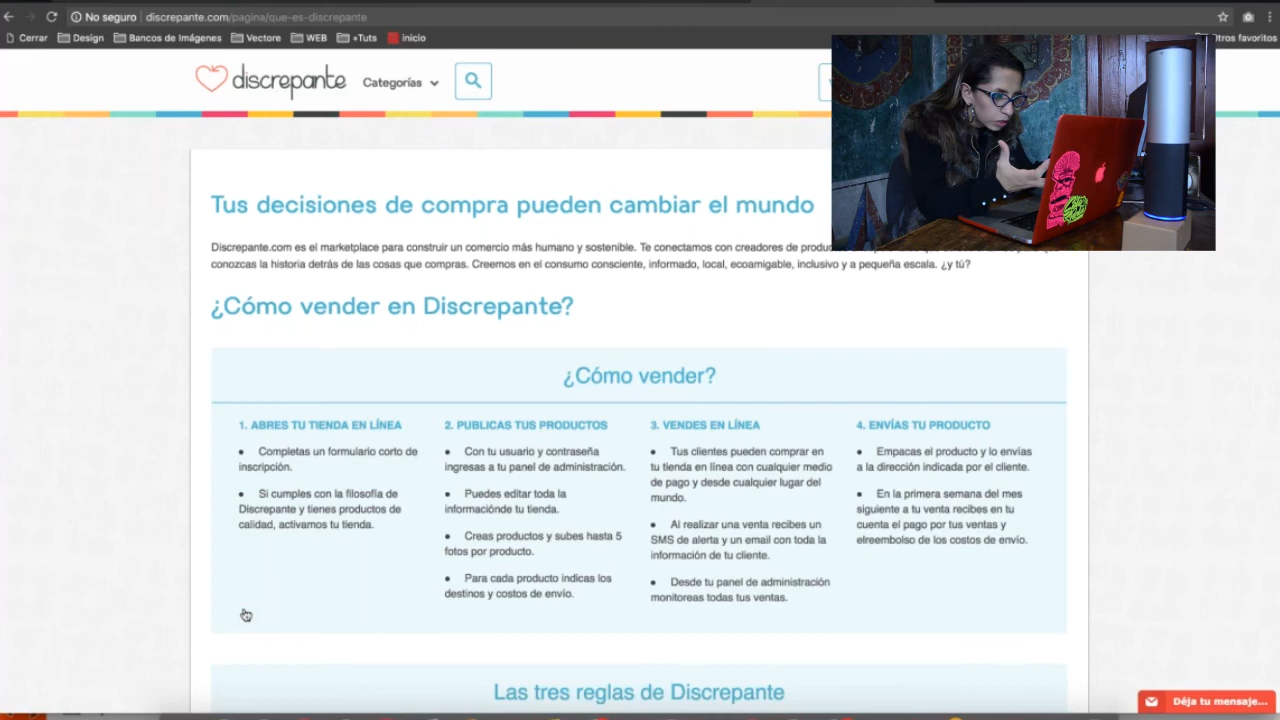 No seguro discrepante.com/pagina/que-es-discrepante
Cerrar Design Bancos de Imágenes Vectore WEB +Tuts inicio otros favoritos
discrepante Categorías
Tus decisiones de compra pueden cambiar el mundo
Discrepante.com es el marketplace para construir un comercio más humano y sostenible. Te conectamos con creadores de
conozcas la historia detrás de las cosas que compras. Creemos en el consumo consciente, informado, local, ecoamigable, inclusivo y a pequeña escala. ¿y tú?
¿Cómo vender en Discrepante?
¿Cómo vender?
1. ABRES TU TIENDA EN LÍNEA
Completas un formulario corto de
inscripción.
Si cumples con la filosofía de
Discrepante y tienes productos de
calidad, activamos tu tienda.
2. PUBLICAS TUS PRODUCTOS
Con tu usuario y contraseña
ingresas a tu panel de administración.
Puedes editar toda la
informaciónde tu tienda.
Creas productos y subes hasta 5
fotos por producto.
Para cada producto indicas los
destinos y costos de envío.
3. VENDES EN LÍNEA
Tus clientes pueden comprar en
tu tienda en línea con cualquier medio
de pago y desde cualquier lugar del
mundo.
Al realizar una venta recibes un
SMS de alerta y un email con toda la
información de tu cliente.
Desde tu panel de administración
monitoreas todas tus ventas.
4. ENVÍAS TU PRODUCTO
Empacas el producto y lo envías
a la dirección indicada por el cliente.
En la primera semana del mes
siguiente a tu venta recibes en tu
cuenta el pago por tus ventas y
elreembolso de los costos de envío.
Las tres reglas de Discrepante
Déja tu mensaje...